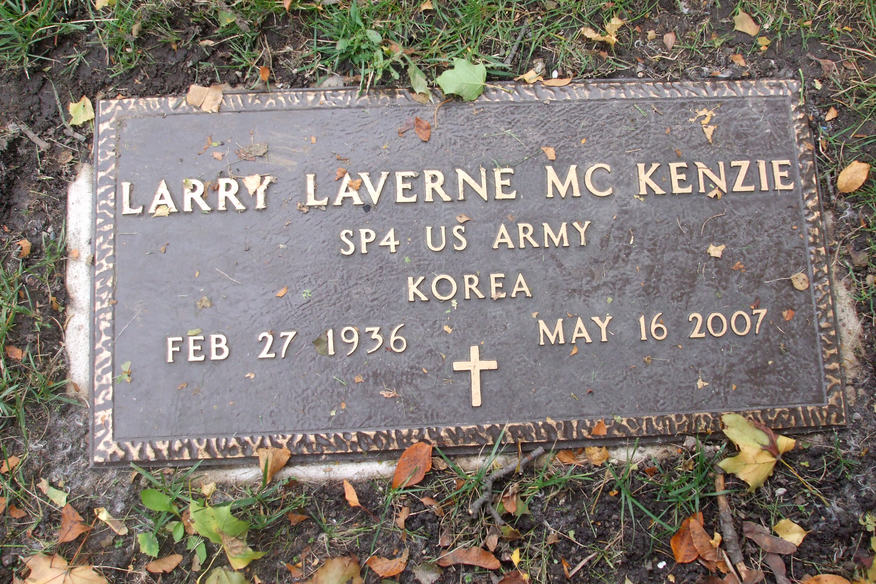 LARRY LAVERNE MC KENZIE
SP4 US ARMY
KOREA
FEB 27 1936 MAY 16 2007